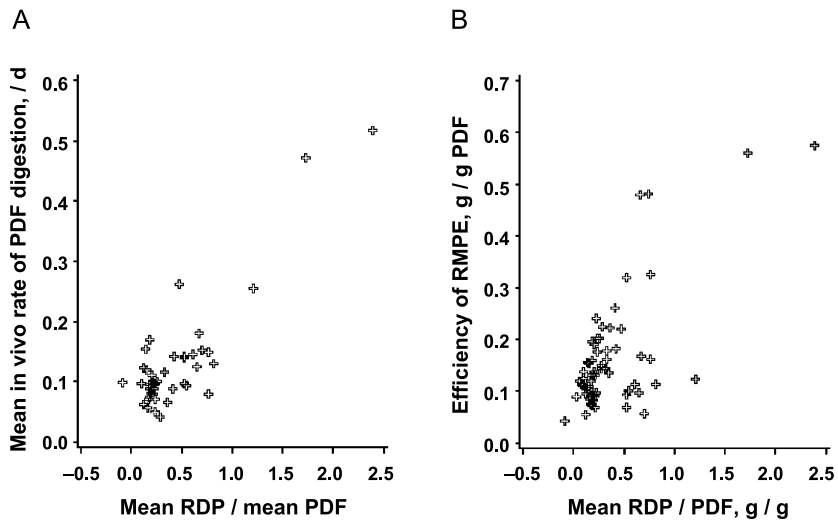 A
Mean in vivo rate of PDF digestion, / d
0.6
0.5
0.4
0.3
0.2
0.1
0.0
–0.5 0.0 0.5 1.0 1.5 2.0 2.5
Mean RDP / mean PDF
B
Efficiency of RMPE, g / g PDF
0.7
0.6
0.5
0.4
0.3
0.2
0.1
0.0
–0.5 0.0 0.5 1.0 1.5 2.0 2.5
Mean RDP / PDF, g / g